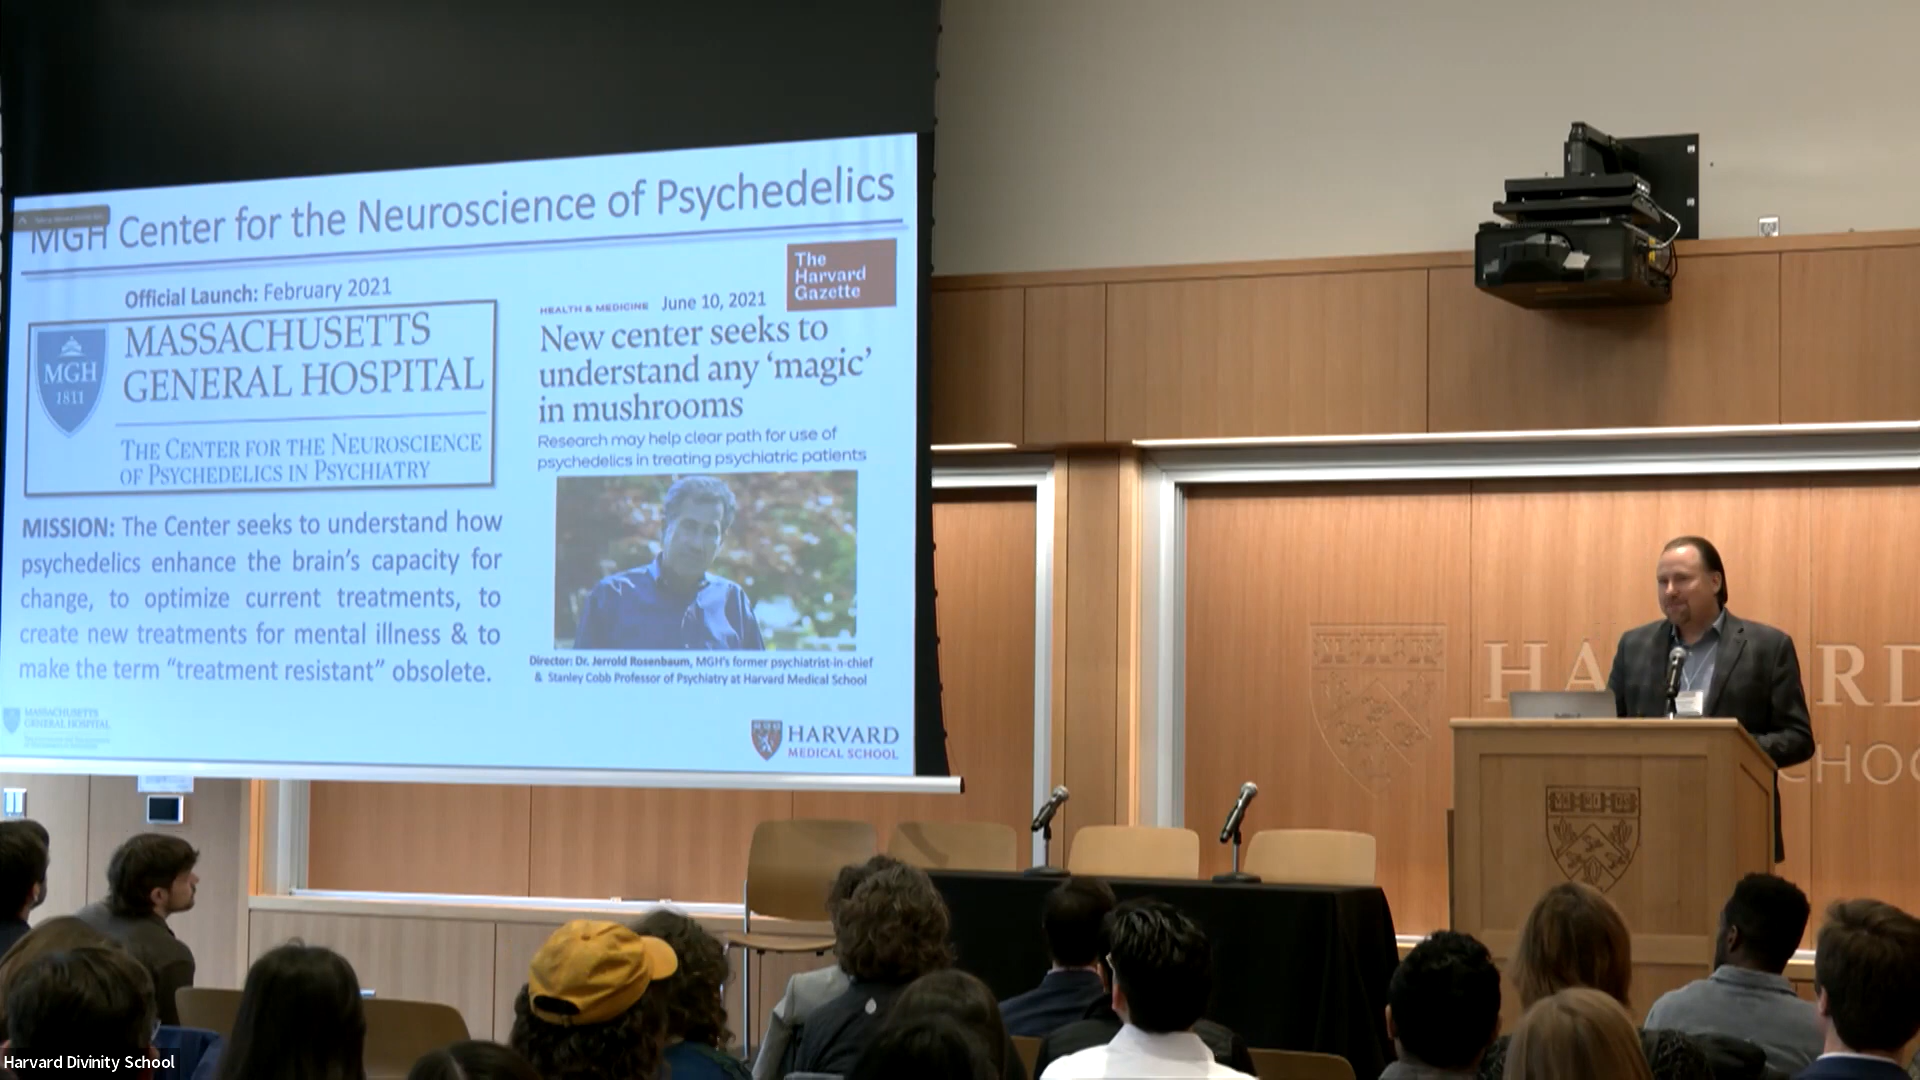 MGH Center for the Neuroscience of Psychedelics
Official Launch: February 2021
MGH
1811
MASSACHUSETTS
GENERAL HOSPITAL
THE CENTER FOR THE NEUROSCIENCE
OF PSYCHEDELICS IN PSYCHIATRY
MISSION: The Center seeks to understand how
psychedelics enhance the brain's capacity for
change, to optimize current treatments, to
create new treatments for mental illness & to
make the term “treatment resistant” obsolete.
The
Harvard
Gazette
HEALTH & MEDICINE June 10, 2021
New center seeks to
understand any ‘magic’
in mushrooms
Research may help clear path for use of
psychedelics in treating psychiatric patients
Director: Dr. Jerrold Rosenbaum, MGH's former psychiatrist-in-chief
& Stanley Cobb Professor of Psychiatry at Harvard Medical School
MASSACHUSETTS
GENERAL HOSPITAL
HARVARD
MEDICAL SCHOOL
HA RD
CHO
Harvard Divinity School